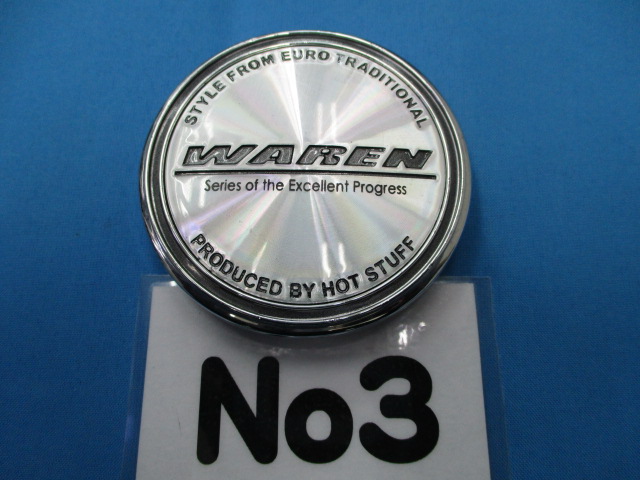 STYLE FROM EURO TRADITIONAL
WAREN
Series of the Excellent Progress
PRODUCED BY HOT STUFF
No3